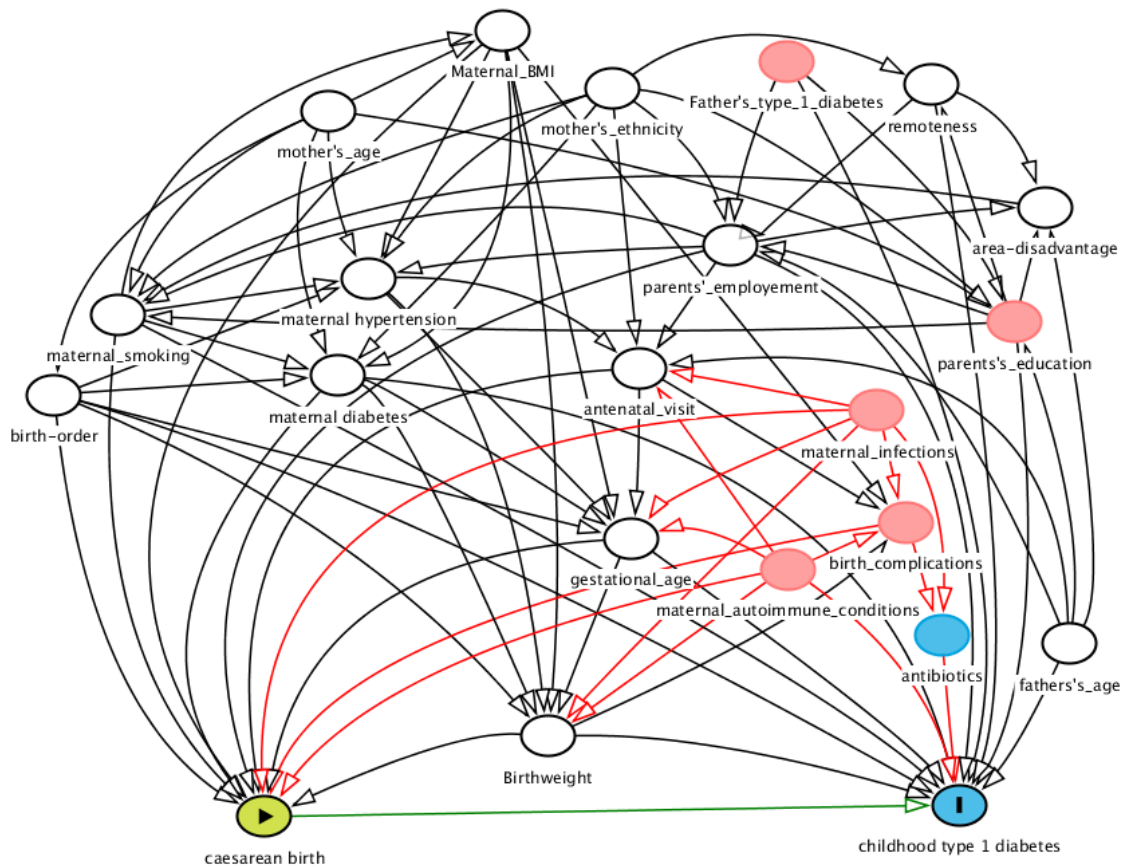 Maternal_BMI
Father's_type_1_diabetes
mother's_ethnicity
remoteness
mother's_age
area-disadvantage
parents'_employement
maternal hypertension
maternal_smoking
parents's_education
antenatal_visit
maternal diabetes
birth-order
maternal_infections
birth_complications
gestational_age
maternal_autoimmune_conditions
antibiotics
fathers's_age
Birthweight
childhood type 1 diabetes
caesarean birth